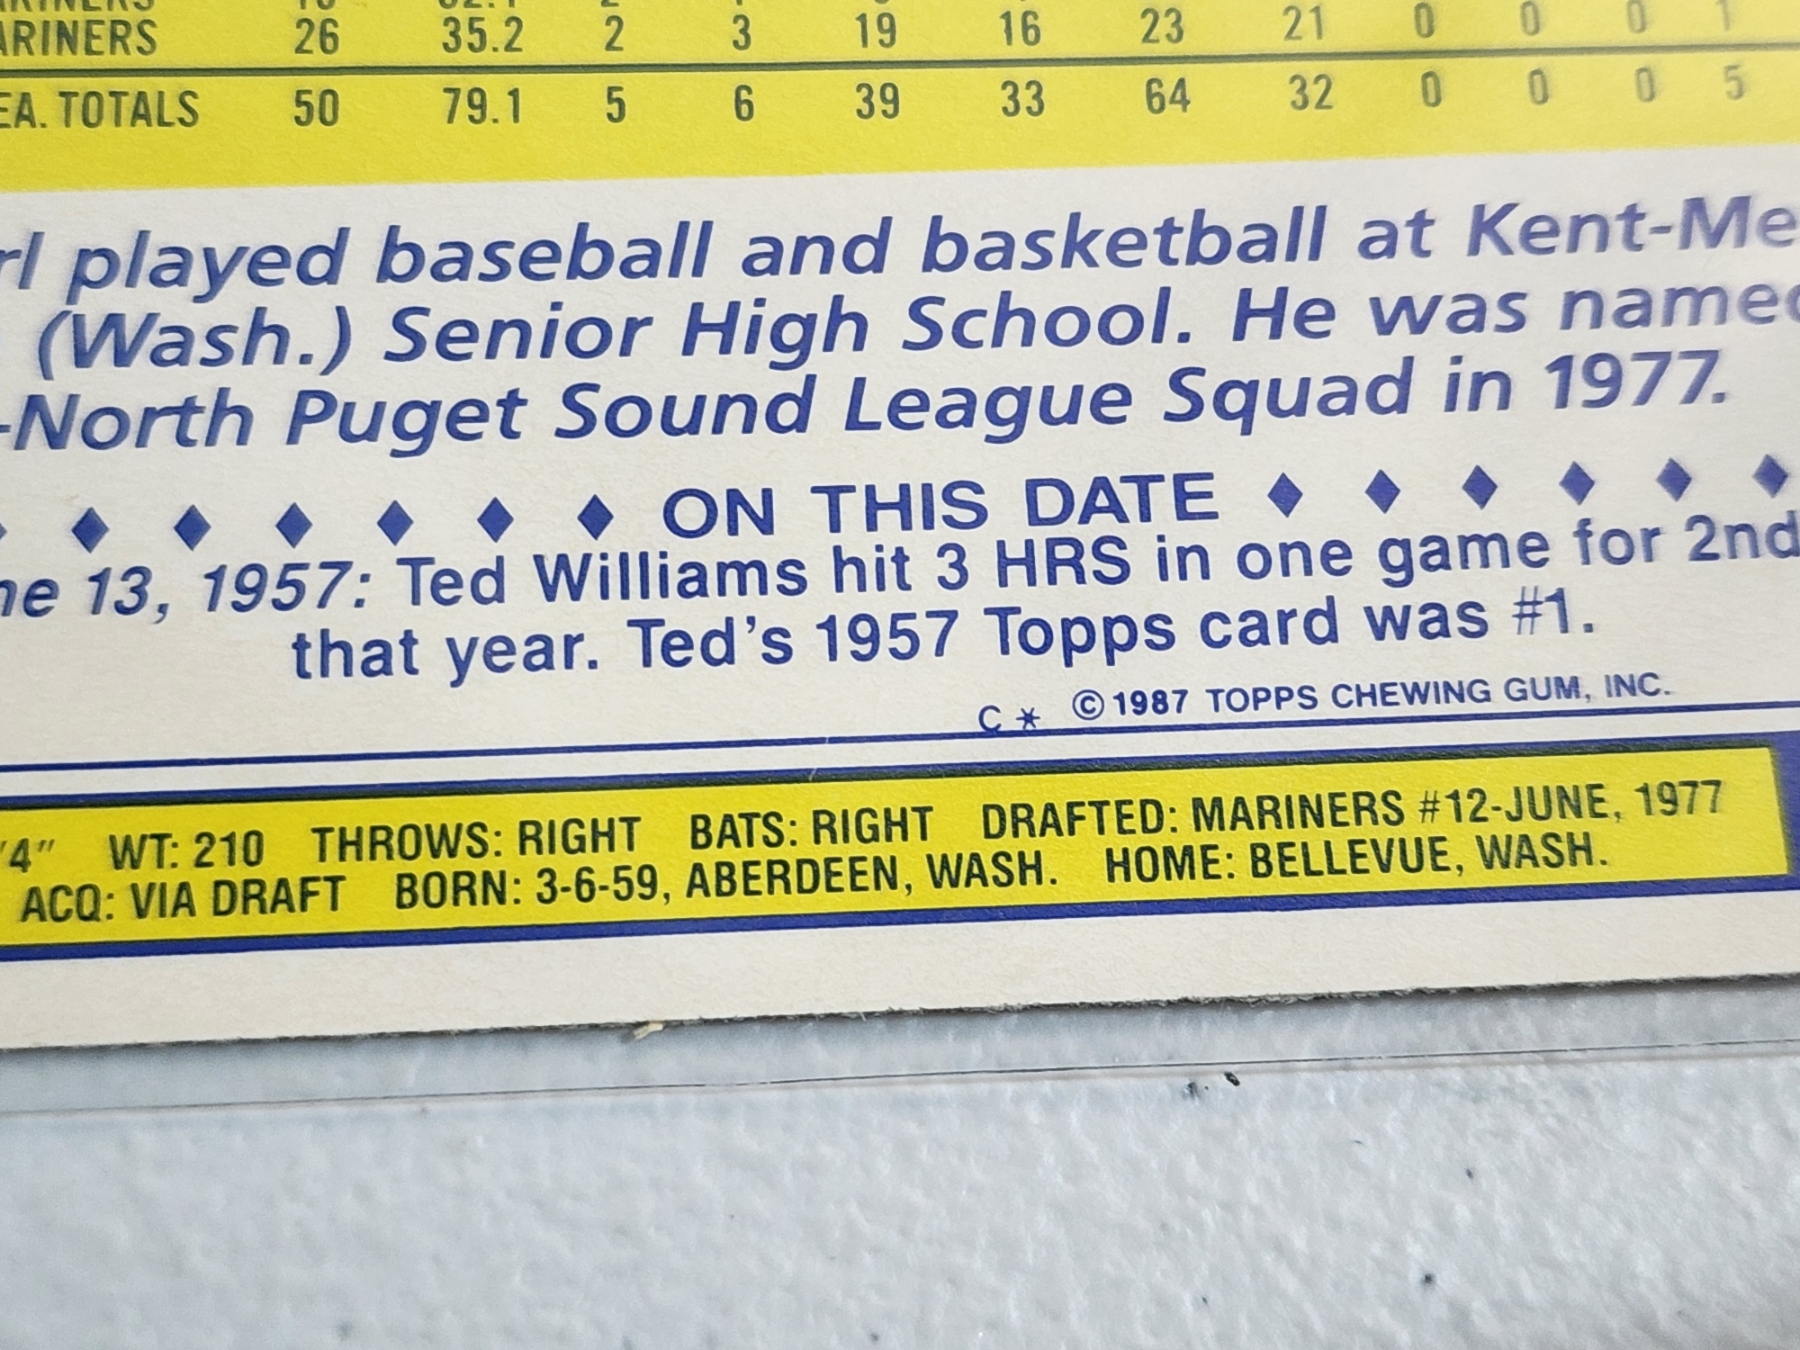 ARINERS 26 35.2 2 3 19 16 23 21 0 0 0 1
EA. TOTALS 50 79.1 5 6 39 33 64 32 0 0 0 5
rl played baseball and basketball at Kent-Me
(Wash.) Senior High School. He was named
-North Puget Sound League Squad in 1977.
ON THIS DATE
ne 13, 1957: Ted Williams hit 3 HRS in one game for 2nd
that year. Ted's 1957 Topps card was #1.
C * © 1987 TOPPS CHEWING GUM, INC.
'4" WT: 210 THROWS: RIGHT BATS: RIGHT DRAFTED: MARINERS #12-JUNE, 1977
ACQ: VIA DRAFT BORN: 3-6-59, ABERDEEN, WASH. HOME: BELLEVUE, WASH.